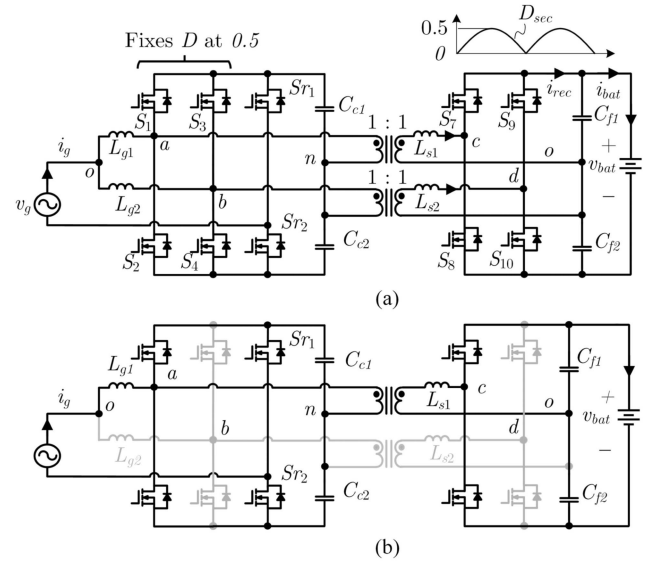 Fixes D at 0.5
0.5
0
D_sec
Sr_1
S_1
S_3
C_c1
S_7
S_9
i_rec
i_bat
C_f1
1 : 1
i_g
L_g1
a
n
L_s1
c
o
o
1 : 1
d
+
v_bat
−
v_g
L_g2
b
L_s2
Sr_2
S_2
S_4
C_c2
S_8
S_10
C_f2
(a)
Sr_1
L_g1
C_c1
C_f1
i_g
a
o
n
L_s1
c
o
+
v_bat
−
b
d
L_g2
L_s2
Sr_2
C_c2
C_f2
(b)